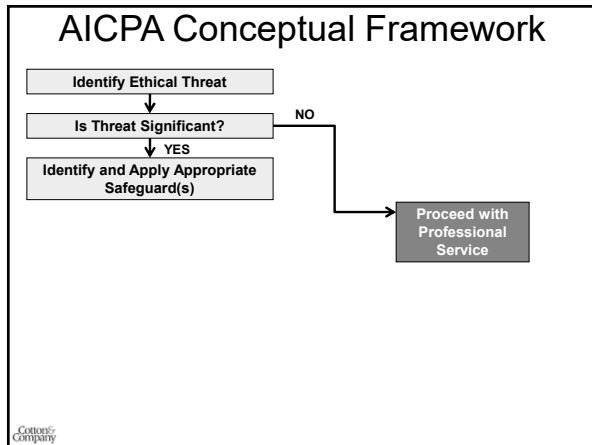 AICPA Conceptual Framework
Identify Ethical Threat
Is Threat Significant?
NO
YES
Identify and Apply Appropriate
Safeguard(s)
Proceed with
Professional
Service
Cotton&
Company